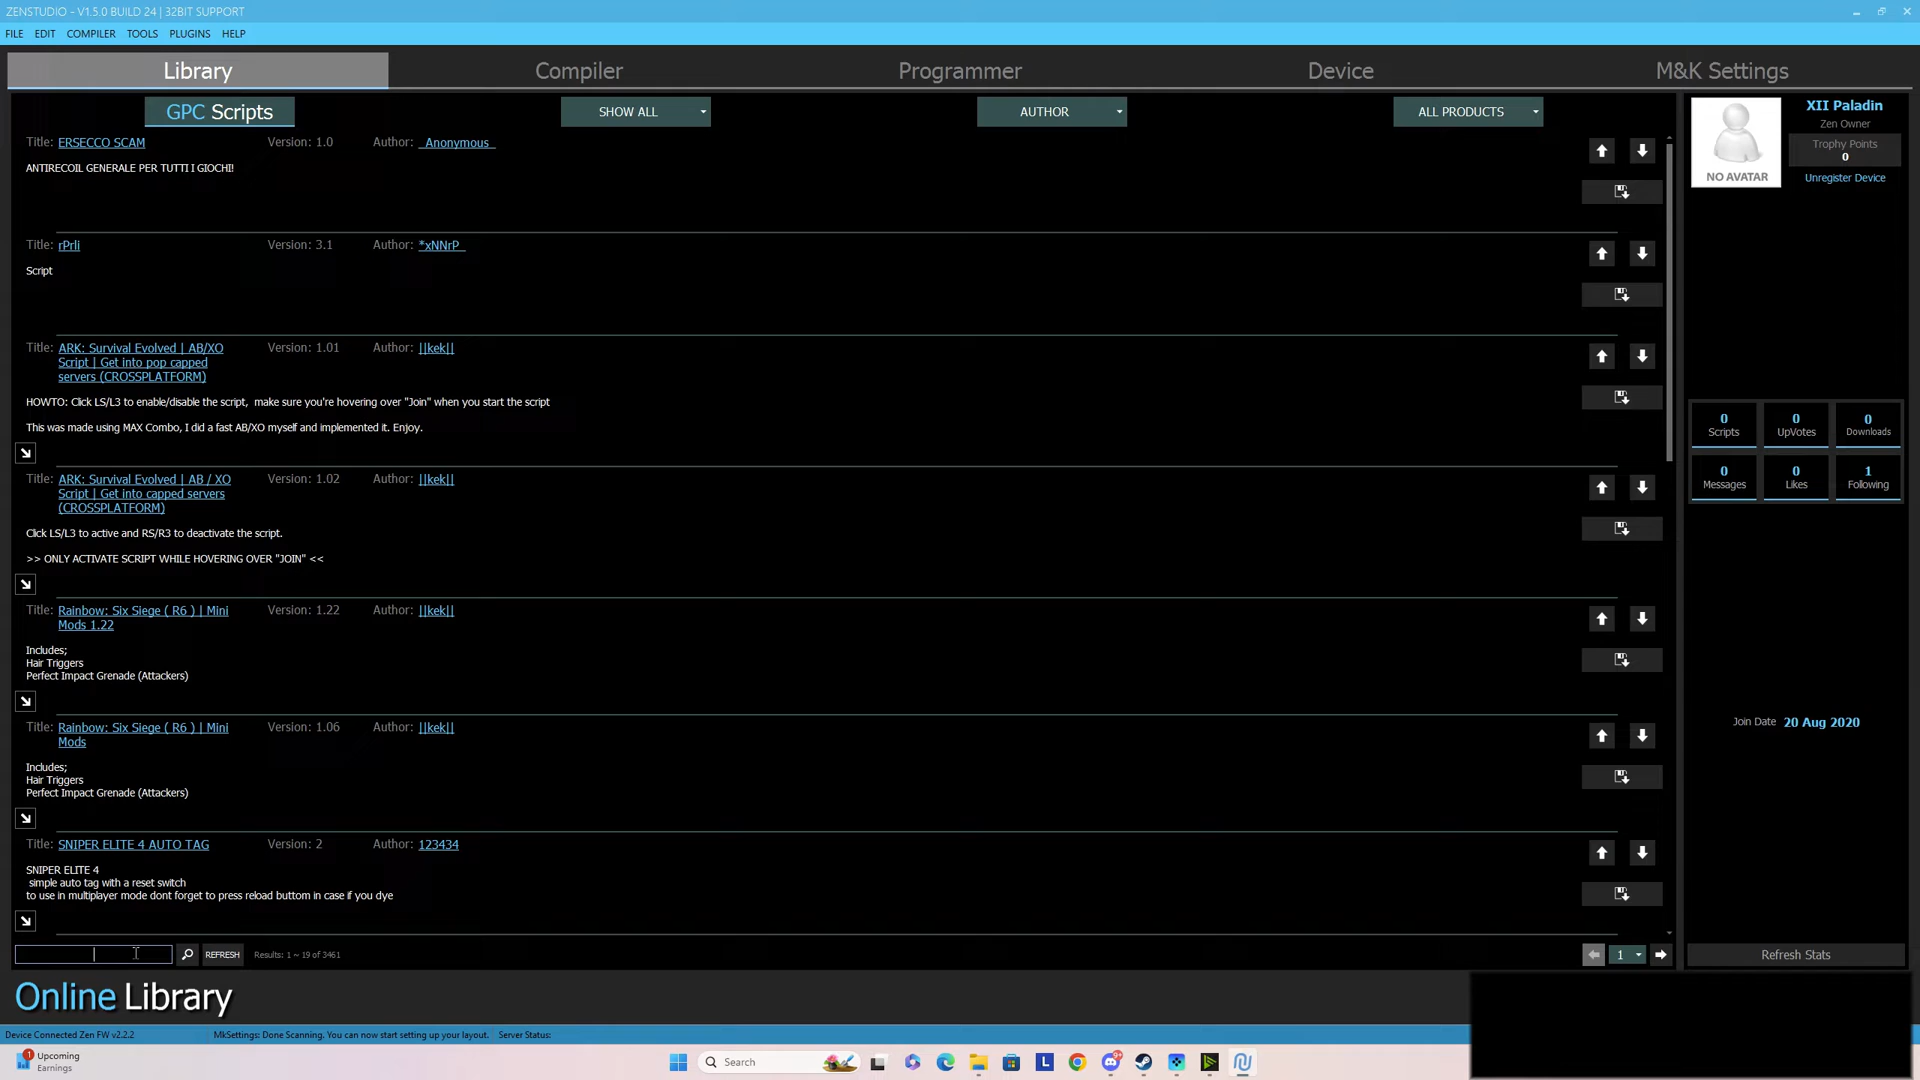 ZENSTUDIO - V1.5.0 BUILD 24 | 32BIT SUPPORT
FILE EDIT COMPILER TOOLS PLUGINS HELP
Library Compiler Programmer Device M&K Settings
GPC Scripts SHOW ALL AUTHOR ALL PRODUCTS
Title: ERSECCO SCAM Version: 1.0 Author: _Anonymous_
ANTIRECOIL GENERALE PER TUTTI I GIOCHI!
Title: rPrli Version: 3.1 Author: *xNNrP_
Script
Title: ARK: Survival Evolved | AB/XO Version: 1.01 Author: ||kek||
Script | Get into pop capped
servers (CROSSPLATFORM)
HOWTO: Click LS/L3 to enable/disable the script, make sure you're hovering over "Join" when you start the script
This was made using MAX Combo, I did a fast AB/XO myself and implemented it. Enjoy.
Title: ARK: Survival Evolved | AB / XO Version: 1.02 Author: ||kek||
Script | Get into capped servers
(CROSSPLATFORM)
Click LS/L3 to active and RS/R3 to deactivate the script.
>> ONLY ACTIVATE SCRIPT WHILE HOVERING OVER "JOIN" <<
Title: Rainbow: Six Siege ( R6 ) | Mini Version: 1.22 Author: ||kek||
Mods 1.22
Includes;
Hair Triggers
Perfect Impact Grenade (Attackers)
Title: Rainbow: Six Siege ( R6 ) | Mini Version: 1.06 Author: ||kek||
Mods
Includes;
Hair Triggers
Perfect Impact Grenade (Attackers)
Title: SNIPER ELITE 4 AUTO TAG Version: 2 Author: 123434
SNIPER ELITE 4
simple auto tag with a reset switch
to use in multiplayer mode dont forget to press reload buttom in case if you dye
REFRESH Results: 1 ~ 19 of 3461 1
XII Paladin
Zen Owner
Trophy Points
0
Unregister Device
NO AVATAR
0 0 0
Scripts UpVotes Downloads
0 0 1
Messages Likes Following
Join Date 20 Aug 2020
Refresh Stats
Online Library
Device Connected Zen FW v2.2.2 MkSettings: Done Scanning. You can now start setting up your layout. Server Status:
1 Upcoming
Earnings
Search
L
9+